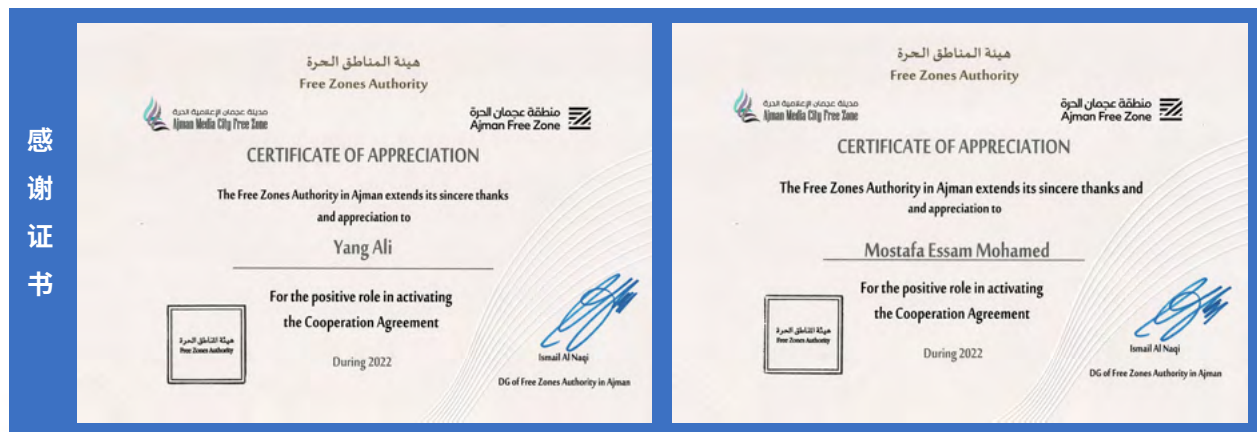 感
谢
证
书
هيئة المناطق الحرة
Free Zones Authority
مدينة عجمان الإعلامية الحرة
Ajman Media City Free Zone
منطقة عجمان الحرة
Ajman Free Zone
CERTIFICATE OF APPRECIATION
The Free Zones Authority in Ajman extends its sincere thanks
and appreciation to
Yang Ali
For the positive role in activating
the Cooperation Agreement
During 2022
هيئة المناطق الحرة
Free Zones Authority
Ismail Al Naqi
DG of Free Zones Authority in Ajman
هيئة المناطق الحرة
Free Zones Authority
مدينة عجمان الإعلامية الحرة
Ajman Media City Free Zone
منطقة عجمان الحرة
Ajman Free Zone
CERTIFICATE OF APPRECIATION
The Free Zones Authority in Ajman extends its sincere thanks and
and appreciation to
Mostafa Essam Mohamed
For the positive role in activating
the Cooperation Agreement
During 2022
هيئة المناطق الحرة
Free Zones Authority
Ismail Al Naqi
DG of Free Zones Authority in Ajman